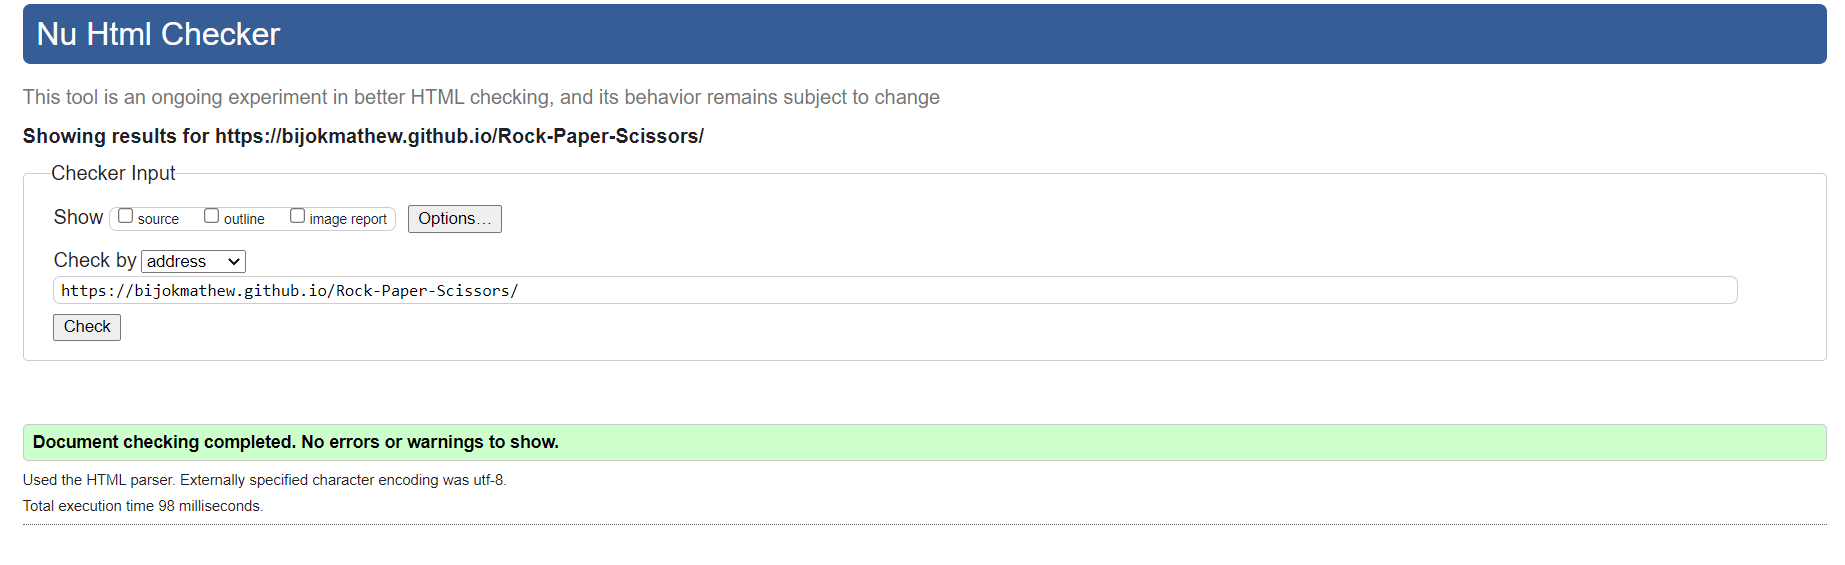 Nu Html Checker
This tool is an ongoing experiment in better HTML checking, and its behavior remains subject to change
Showing results for https://bijokmathew.github.io/Rock-Paper-Scissors/
Checker Input
Show source outline image report Options...
Check by address
https://bijokmathew.github.io/Rock-Paper-Scissors/
Check
Document checking completed. No errors or warnings to show.
Used the HTML parser. Externally specified character encoding was utf-8.
Total execution time 98 milliseconds.